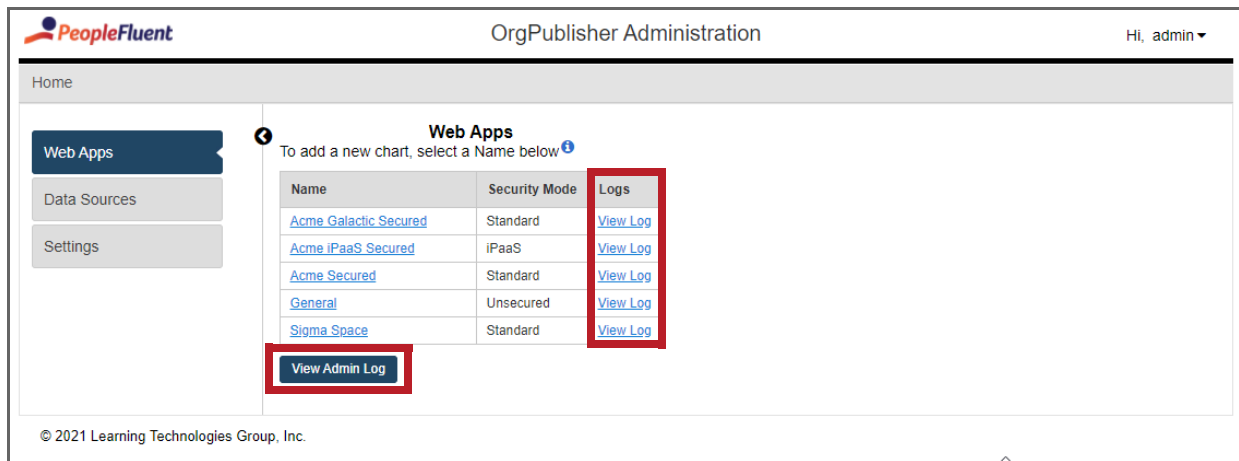 PeopleFluent OrgPublisher Administration Hi, admin
Home
Web Apps
Data Sources
Settings
Web Apps
To add a new chart, select a Name below
Name Security Mode Logs
Acme Galactic Secured Standard View Log
Acme iPaaS Secured iPaaS View Log
Acme Secured Standard View Log
General Unsecured View Log
Sigma Space Standard View Log
View Admin Log
© 2021 Learning Technologies Group, Inc.